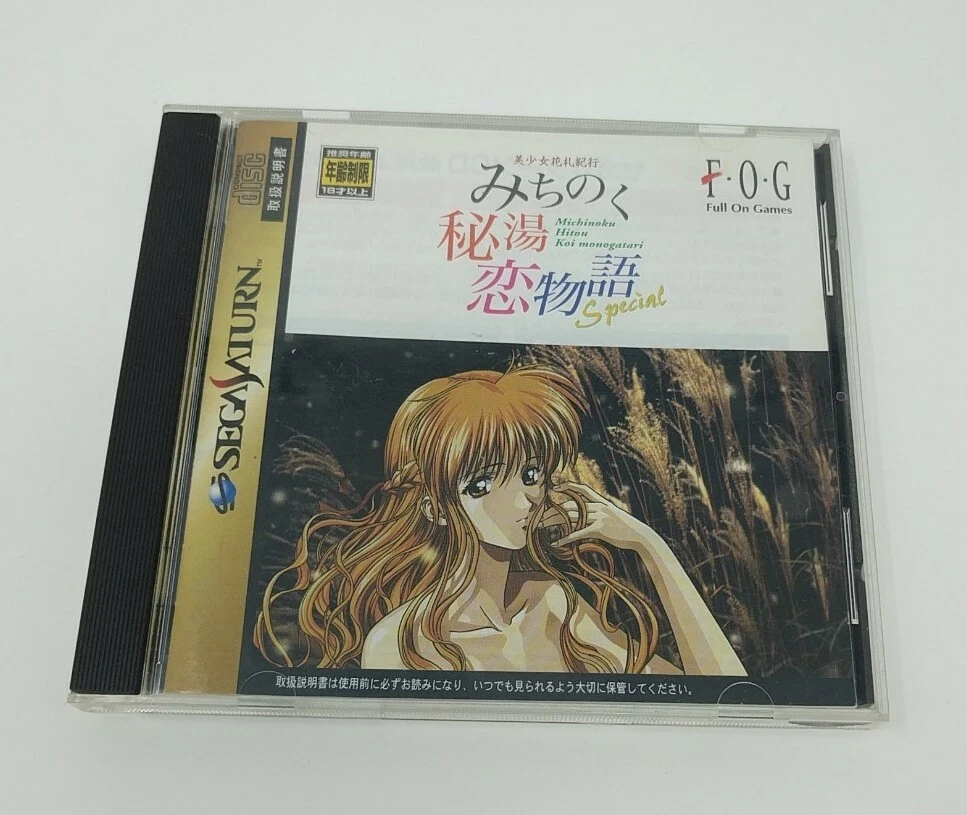 COMPACT
disc
取扱説明書
SEGA SATURN™
推奨年齢
年齢制限
18才以上
美少女花札紀行
みちのく
秘湯
恋物語
Special
Michinoku
Hitou
Koi monogatari
F・O・G
Full On Games
取扱説明書は使用前に必ずお読みになり、いつでも見られるよう大切に保管してください。